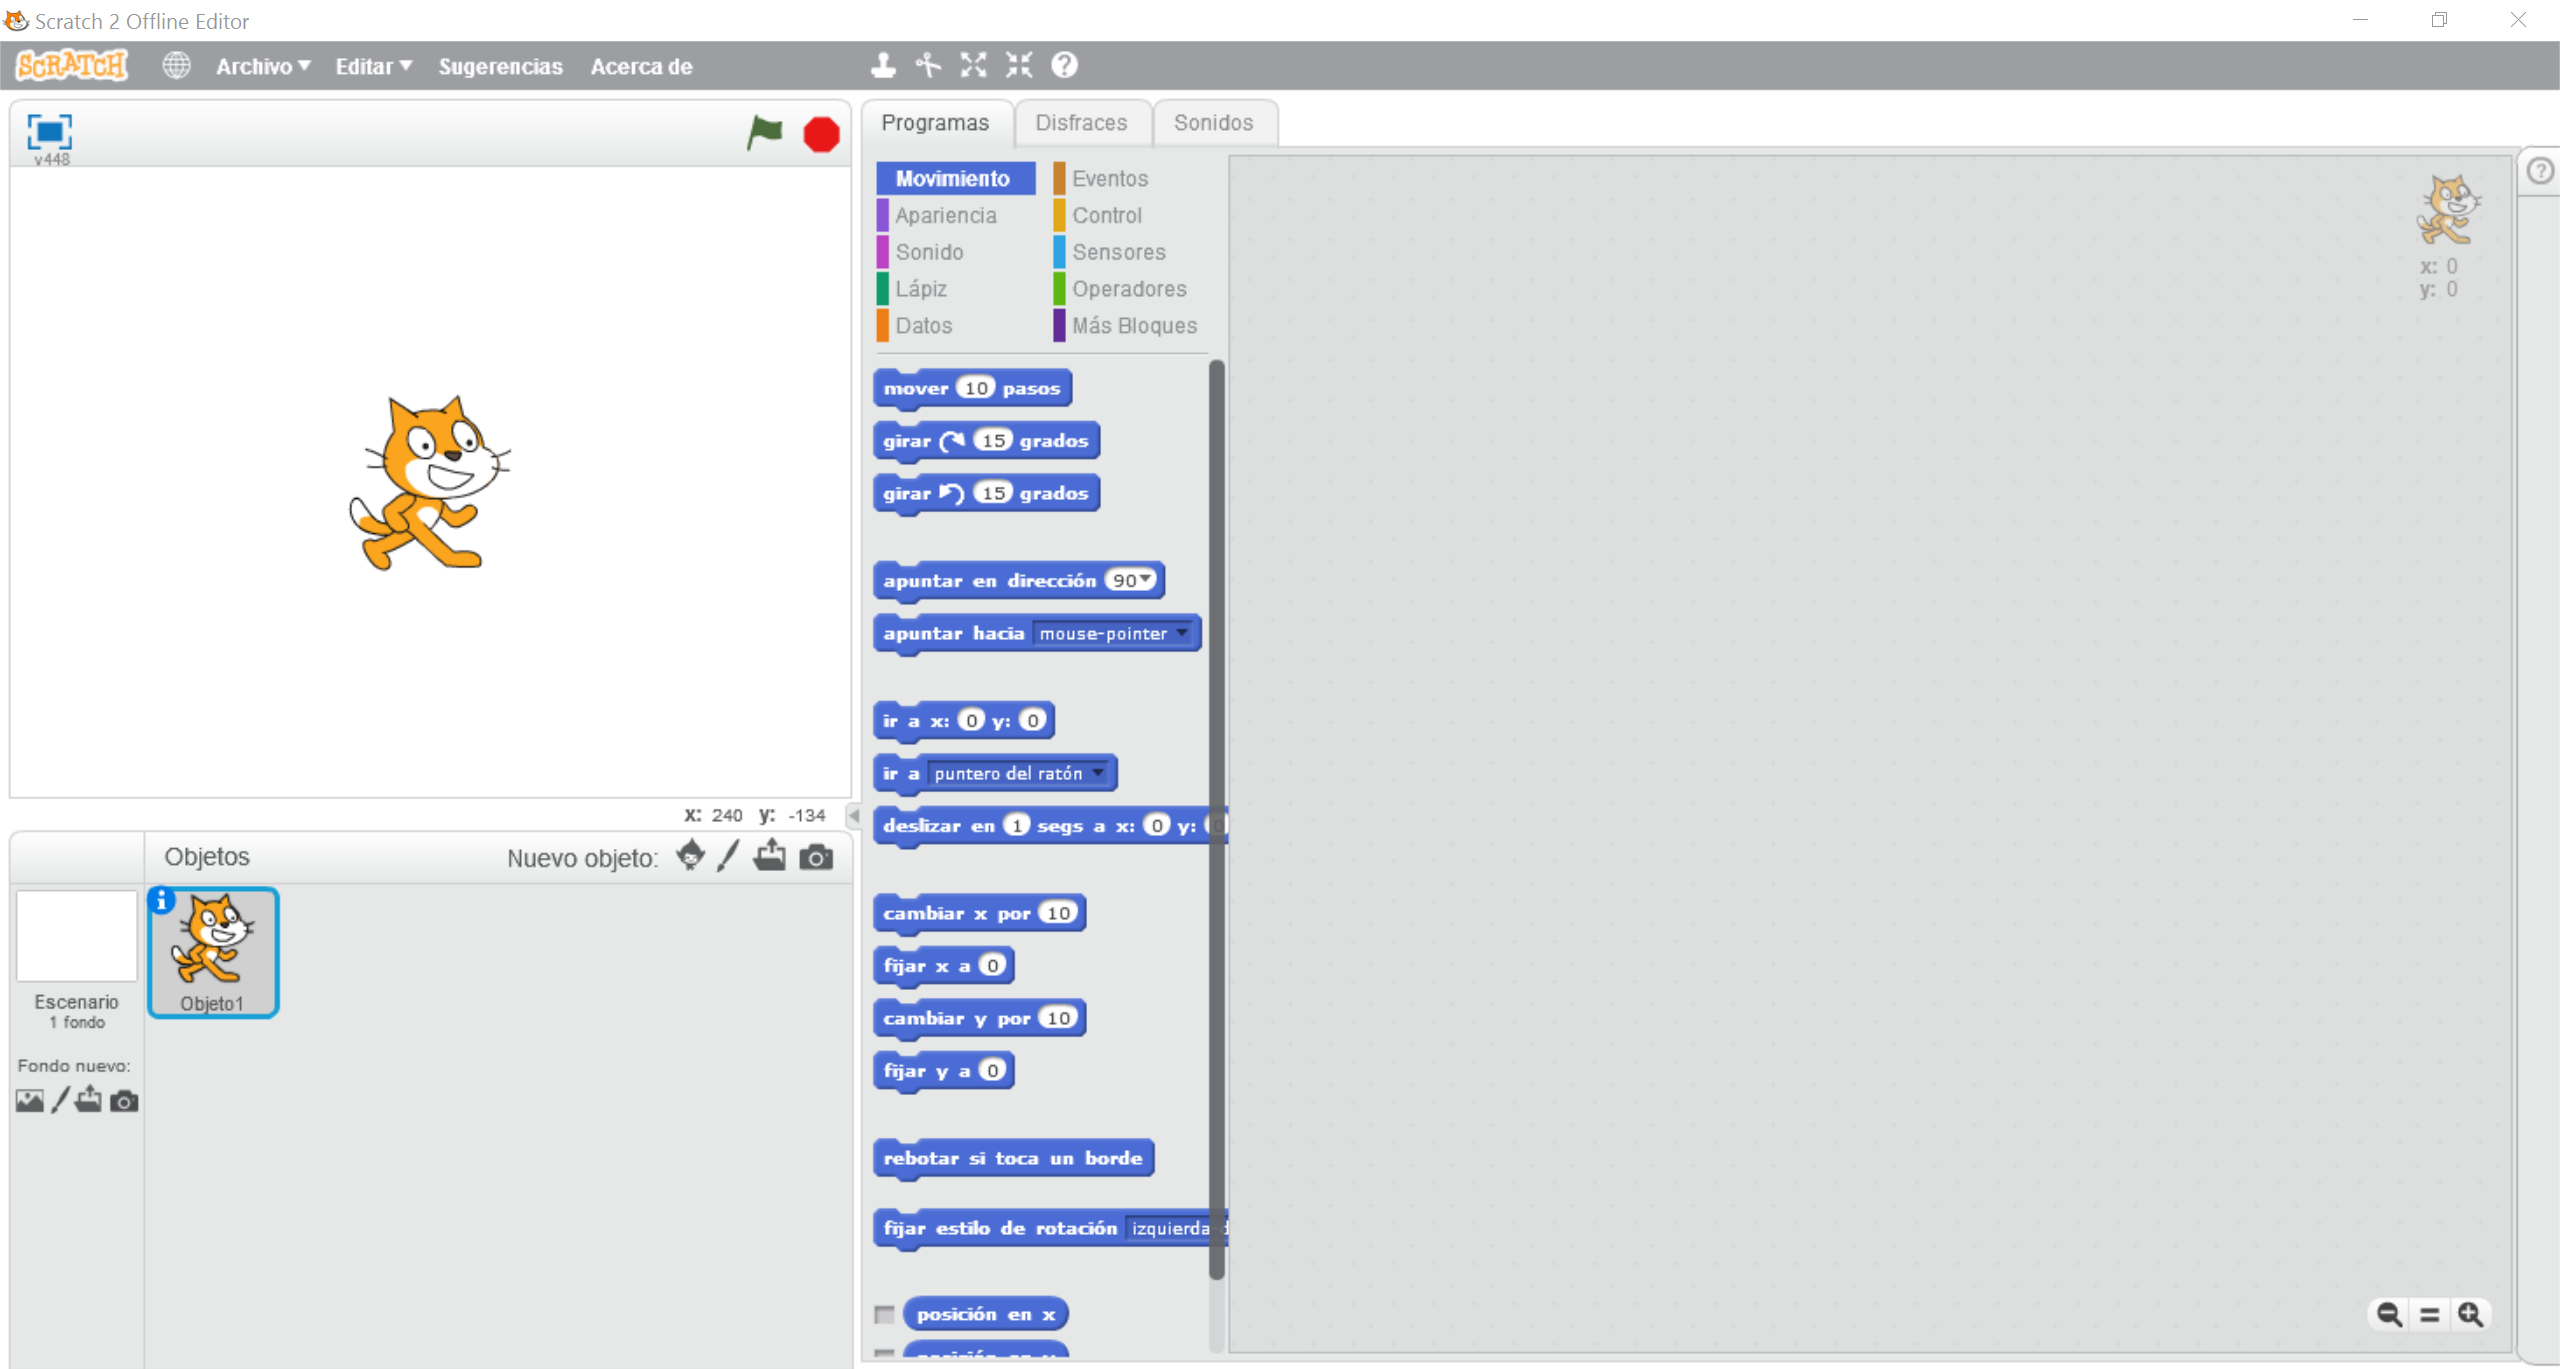 Scratch 2 Offline Editor
SCRATCH Archivo Editar Sugerencias Acerca de
v448
Programas Disfraces Sonidos
Movimiento Eventos
Apariencia Control
Sonido Sensores
Lápiz Operadores
Datos Más Bloques
x: 0
y: 0
mover 10 pasos
girar 15 grados
girar 15 grados
apuntar en dirección 90
apuntar hacia mouse-pointer
ir a x: 0 y: 0
ir a puntero del ratón
deslizar en 1 segs a x: 0 y: 0
cambiar x por 10
fijar x a 0
cambiar y por 10
fijar y a 0
rebotar si toca un borde
fijar estilo de rotación izquierda-d
posición en x
x: 240 y: -134
Objetos Nuevo objeto:
Objeto1
Escenario
1 fondo
Fondo nuevo: